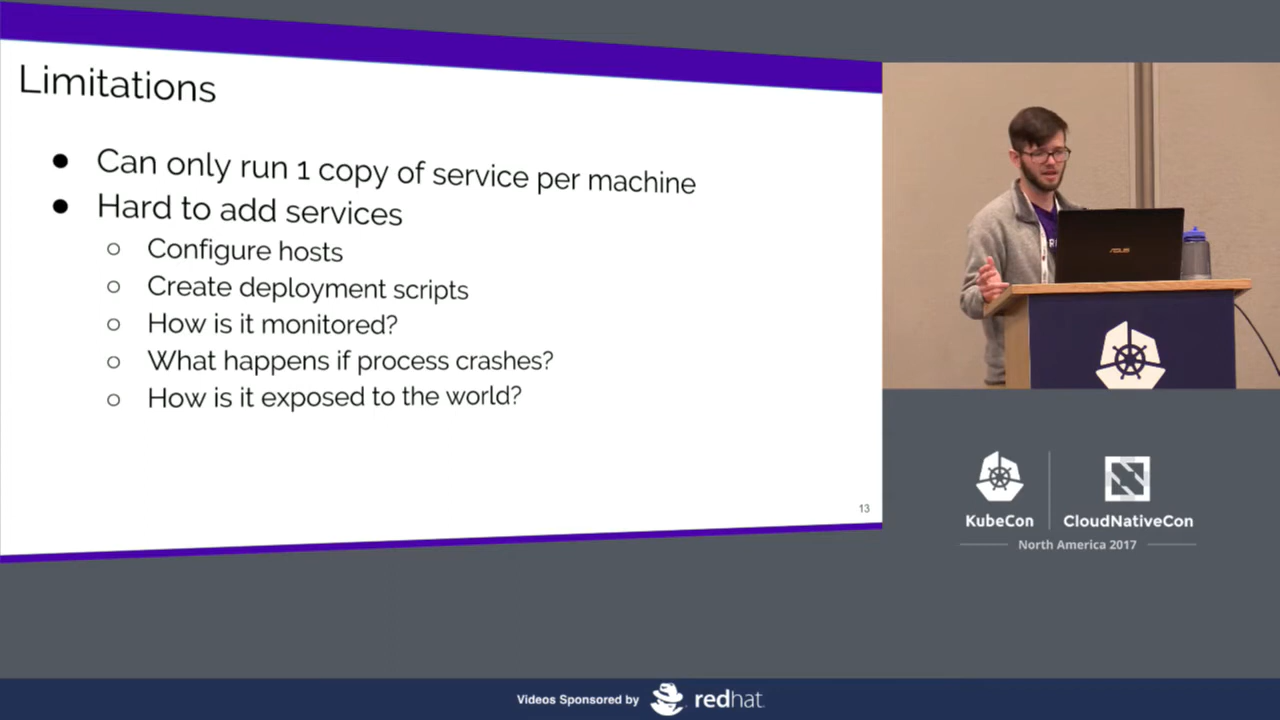 Limitations
● Can only run 1 copy of service per machine
● Hard to add services
○ Configure hosts
○ Create deployment scripts
○ How is it monitored?
○ What happens if process crashes?
○ How is it exposed to the world?
13
ASUS
KubeCon
CloudNativeCon
North America 2017
Videos Sponsored by
redhat.